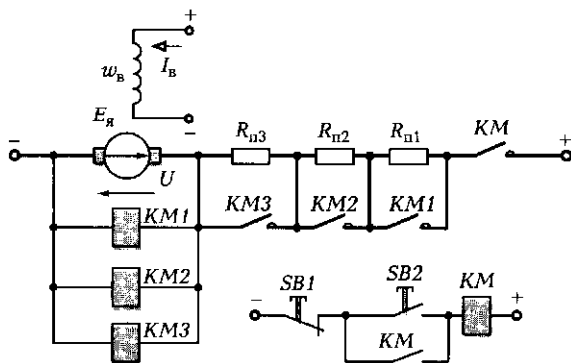 +
w_в
I_в
E_я
−
−
U
R_п3
R_п2
R_п1
KM
+
KM1
KM3
KM2
KM1
KM2
KM3
SB1
SB2
KM
−
+
KM